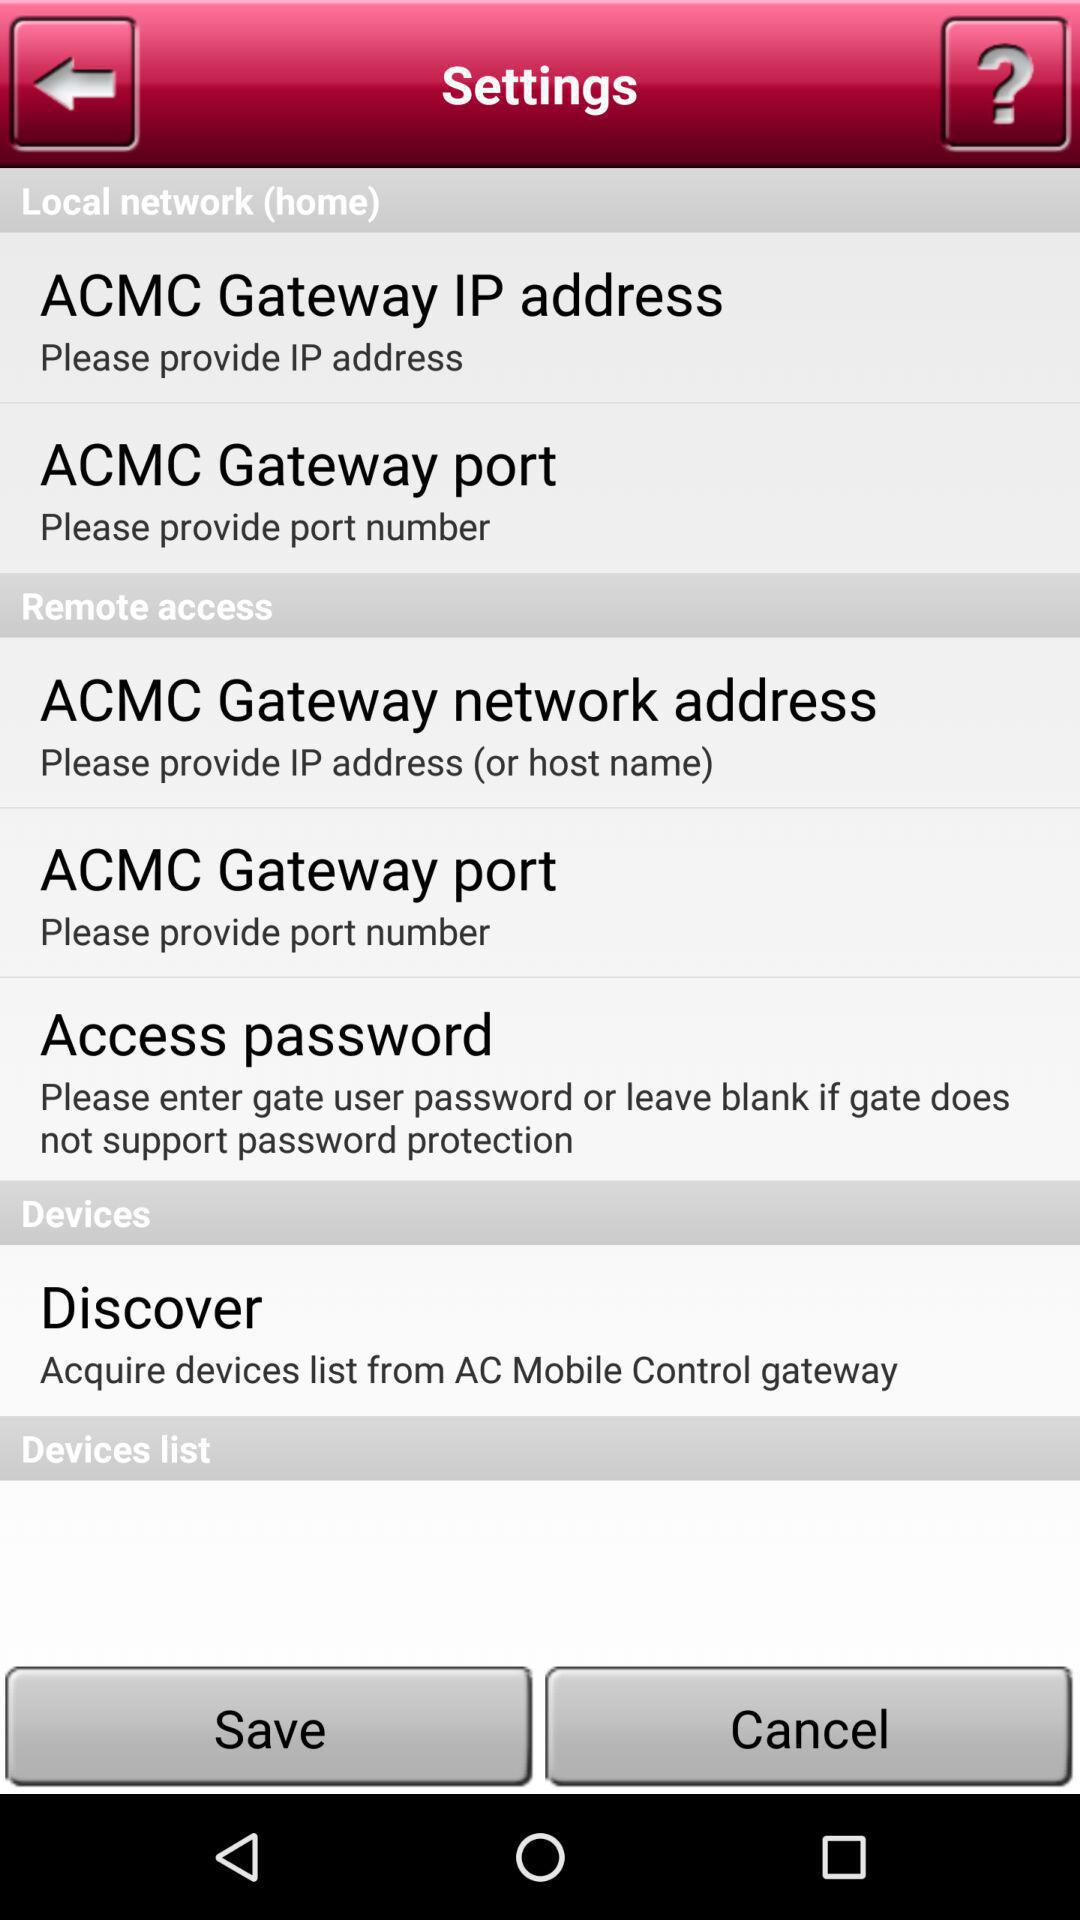 Settings
?
Local network (home)
ACMC Gateway IP address
Please provide IP address
ACMC Gateway port
Please provide port number
Remote access
ACMC Gateway network address
Please provide IP address (or host name)
ACMC Gateway port
Please provide port number
Access password
Please enter gate user password or leave blank if gate does
not support password protection
Devices
Discover
Acquire devices list from AC Mobile Control gateway
Devices list
Save
Cancel